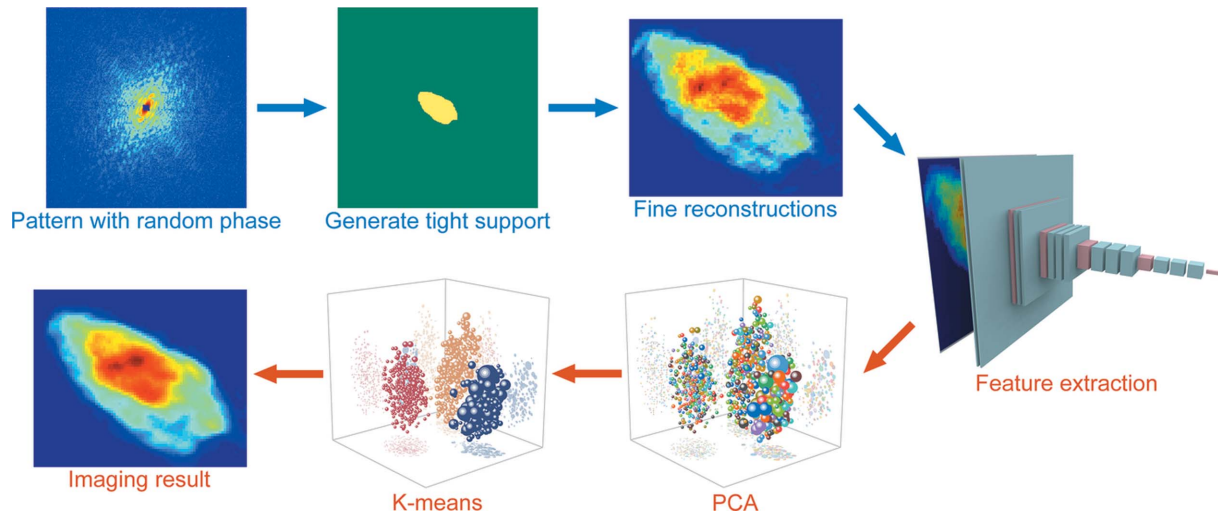 Pattern with random phase
Generate tight support
Fine reconstructions
Feature extraction
PCA
K-means
Imaging result